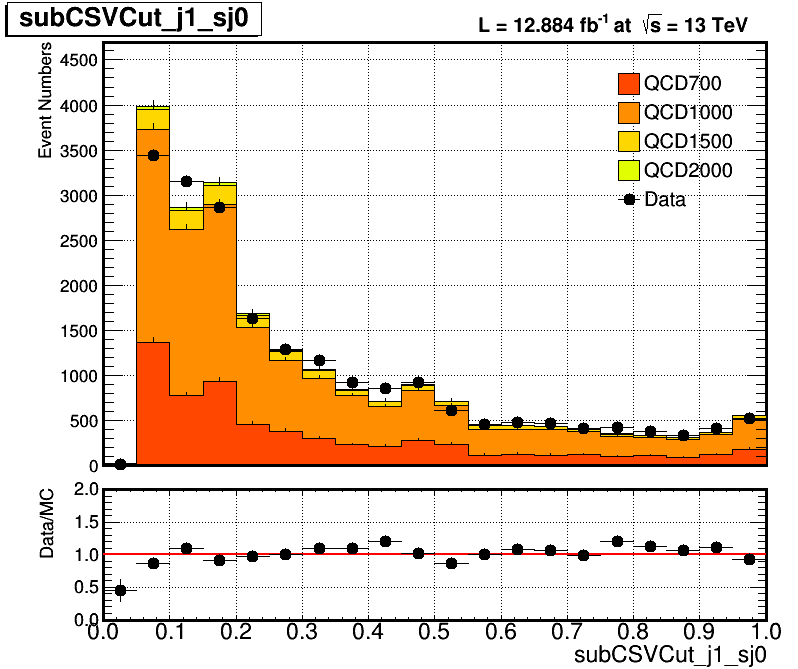 subCSVCut_j1_sj0
L = 12.884 fb-1 at √s = 13 TeV
Event Numbers
4500
4000
3500
3000
2500
2000
1500
1000
500
0
QCD700
QCD1000
QCD1500
QCD2000
Data
Data/MC
2.0
1.5
1.0
0.5
0.0
0.0 0.1 0.2 0.3 0.4 0.5 0.6 0.7 0.8 0.9 1.0
subCSVCut_j1_sj0